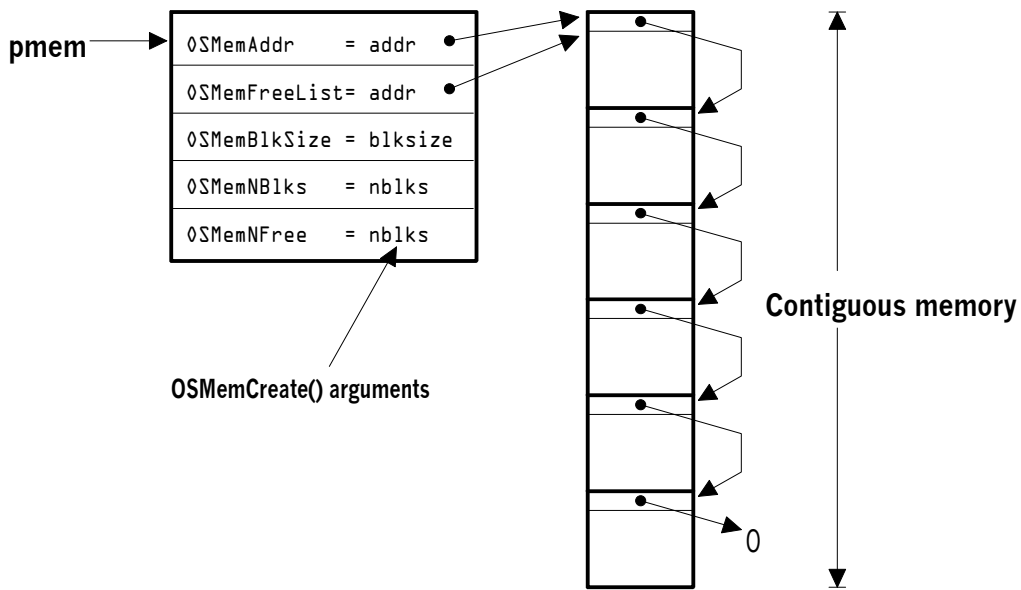 pmem
OSMemAddr = addr
OSMemFreeList= addr
OSMemBlkSize = blksize
OSMemNBlks = nblks
OSMemNFree = nblks
OSMemCreate() arguments
Contiguous memory
0